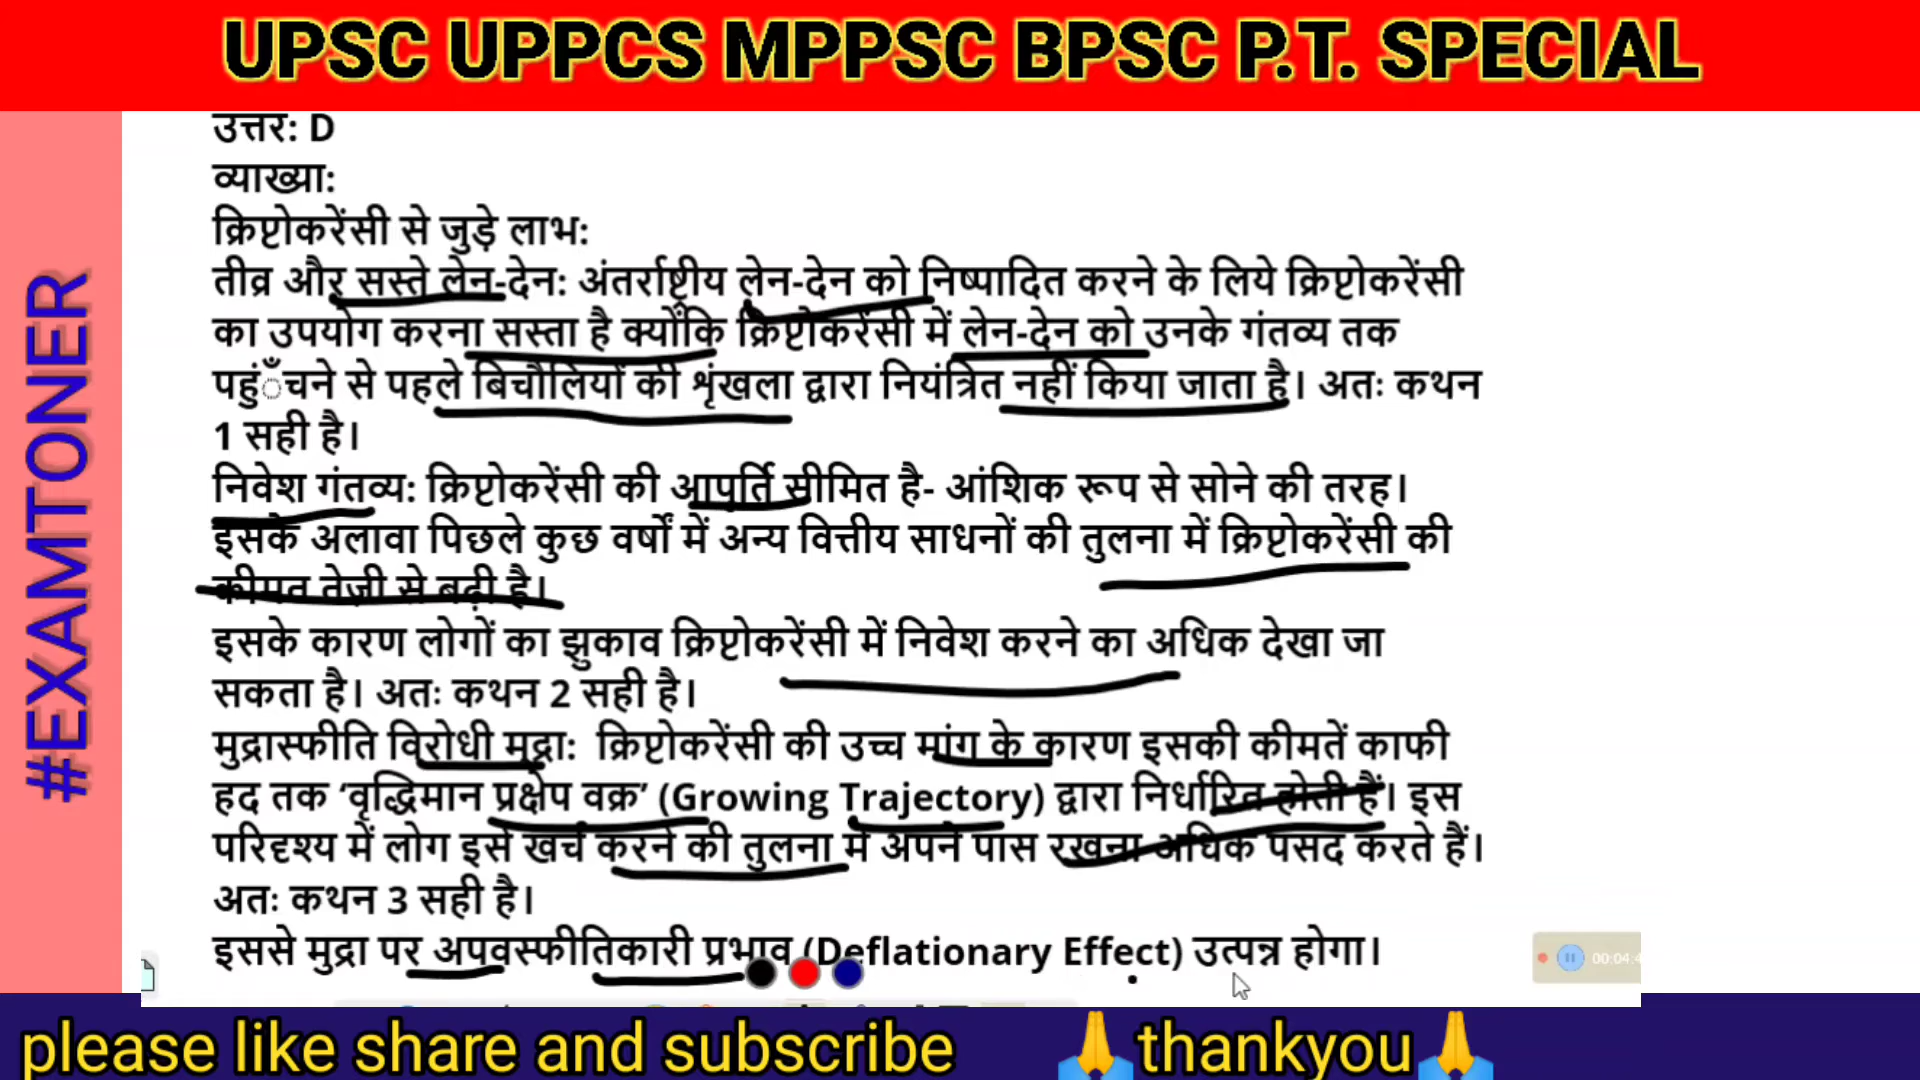 UPSC UPPCS MPPSC BPSC P.T. SPECIAL
#EXAMTONER
उत्तर: D
व्याख्या:
क्रिप्टोकरेंसी से जुड़े लाभ:
तीव्र और सस्ते लेन-देन: अंतर्राष्ट्रीय लेन-देन को निष्पादित करने के लिये क्रिप्टोकरेंसी
का उपयोग करना सस्ता है क्योंकि क्रिप्टोकरेंसी में लेन-देन को उनके गंतव्य तक
पहुंँचने से पहले बिचौलियों की शृंखला द्वारा नियंत्रित नहीं किया जाता है। अतः कथन
1 सही है।
निवेश गंतव्य: क्रिप्टोकरेंसी की आपूर्ति सीमित है- आंशिक रूप से सोने की तरह।
इसके अलावा पिछले कुछ वर्षों में अन्य वित्तीय साधनों की तुलना में क्रिप्टोकरेंसी की
कीमत तेज़ी से बढ़ी है।
इसके कारण लोगों का झुकाव क्रिप्टोकरेंसी में निवेश करने का अधिक देखा जा
सकता है। अतः कथन 2 सही है।
मुद्रास्फीति विरोधी मुद्रा: क्रिप्टोकरेंसी की उच्च मांग के कारण इसकी कीमतें काफी
हद तक ‘वृद्धिमान प्रक्षेप वक्र’ (Growing Trajectory) द्वारा निर्धारित होती हैं। इस
परिदृश्य में लोग इसे खर्च करने की तुलना में अपने पास रखना अधिक पसंद करते हैं।
अतः कथन 3 सही है।
इससे मुद्रा पर अपवस्फीतिकारी प्रभाव (Deflationary Effect) उत्पन्न होगा।
please like share and subscribe 🙏thankyou🙏